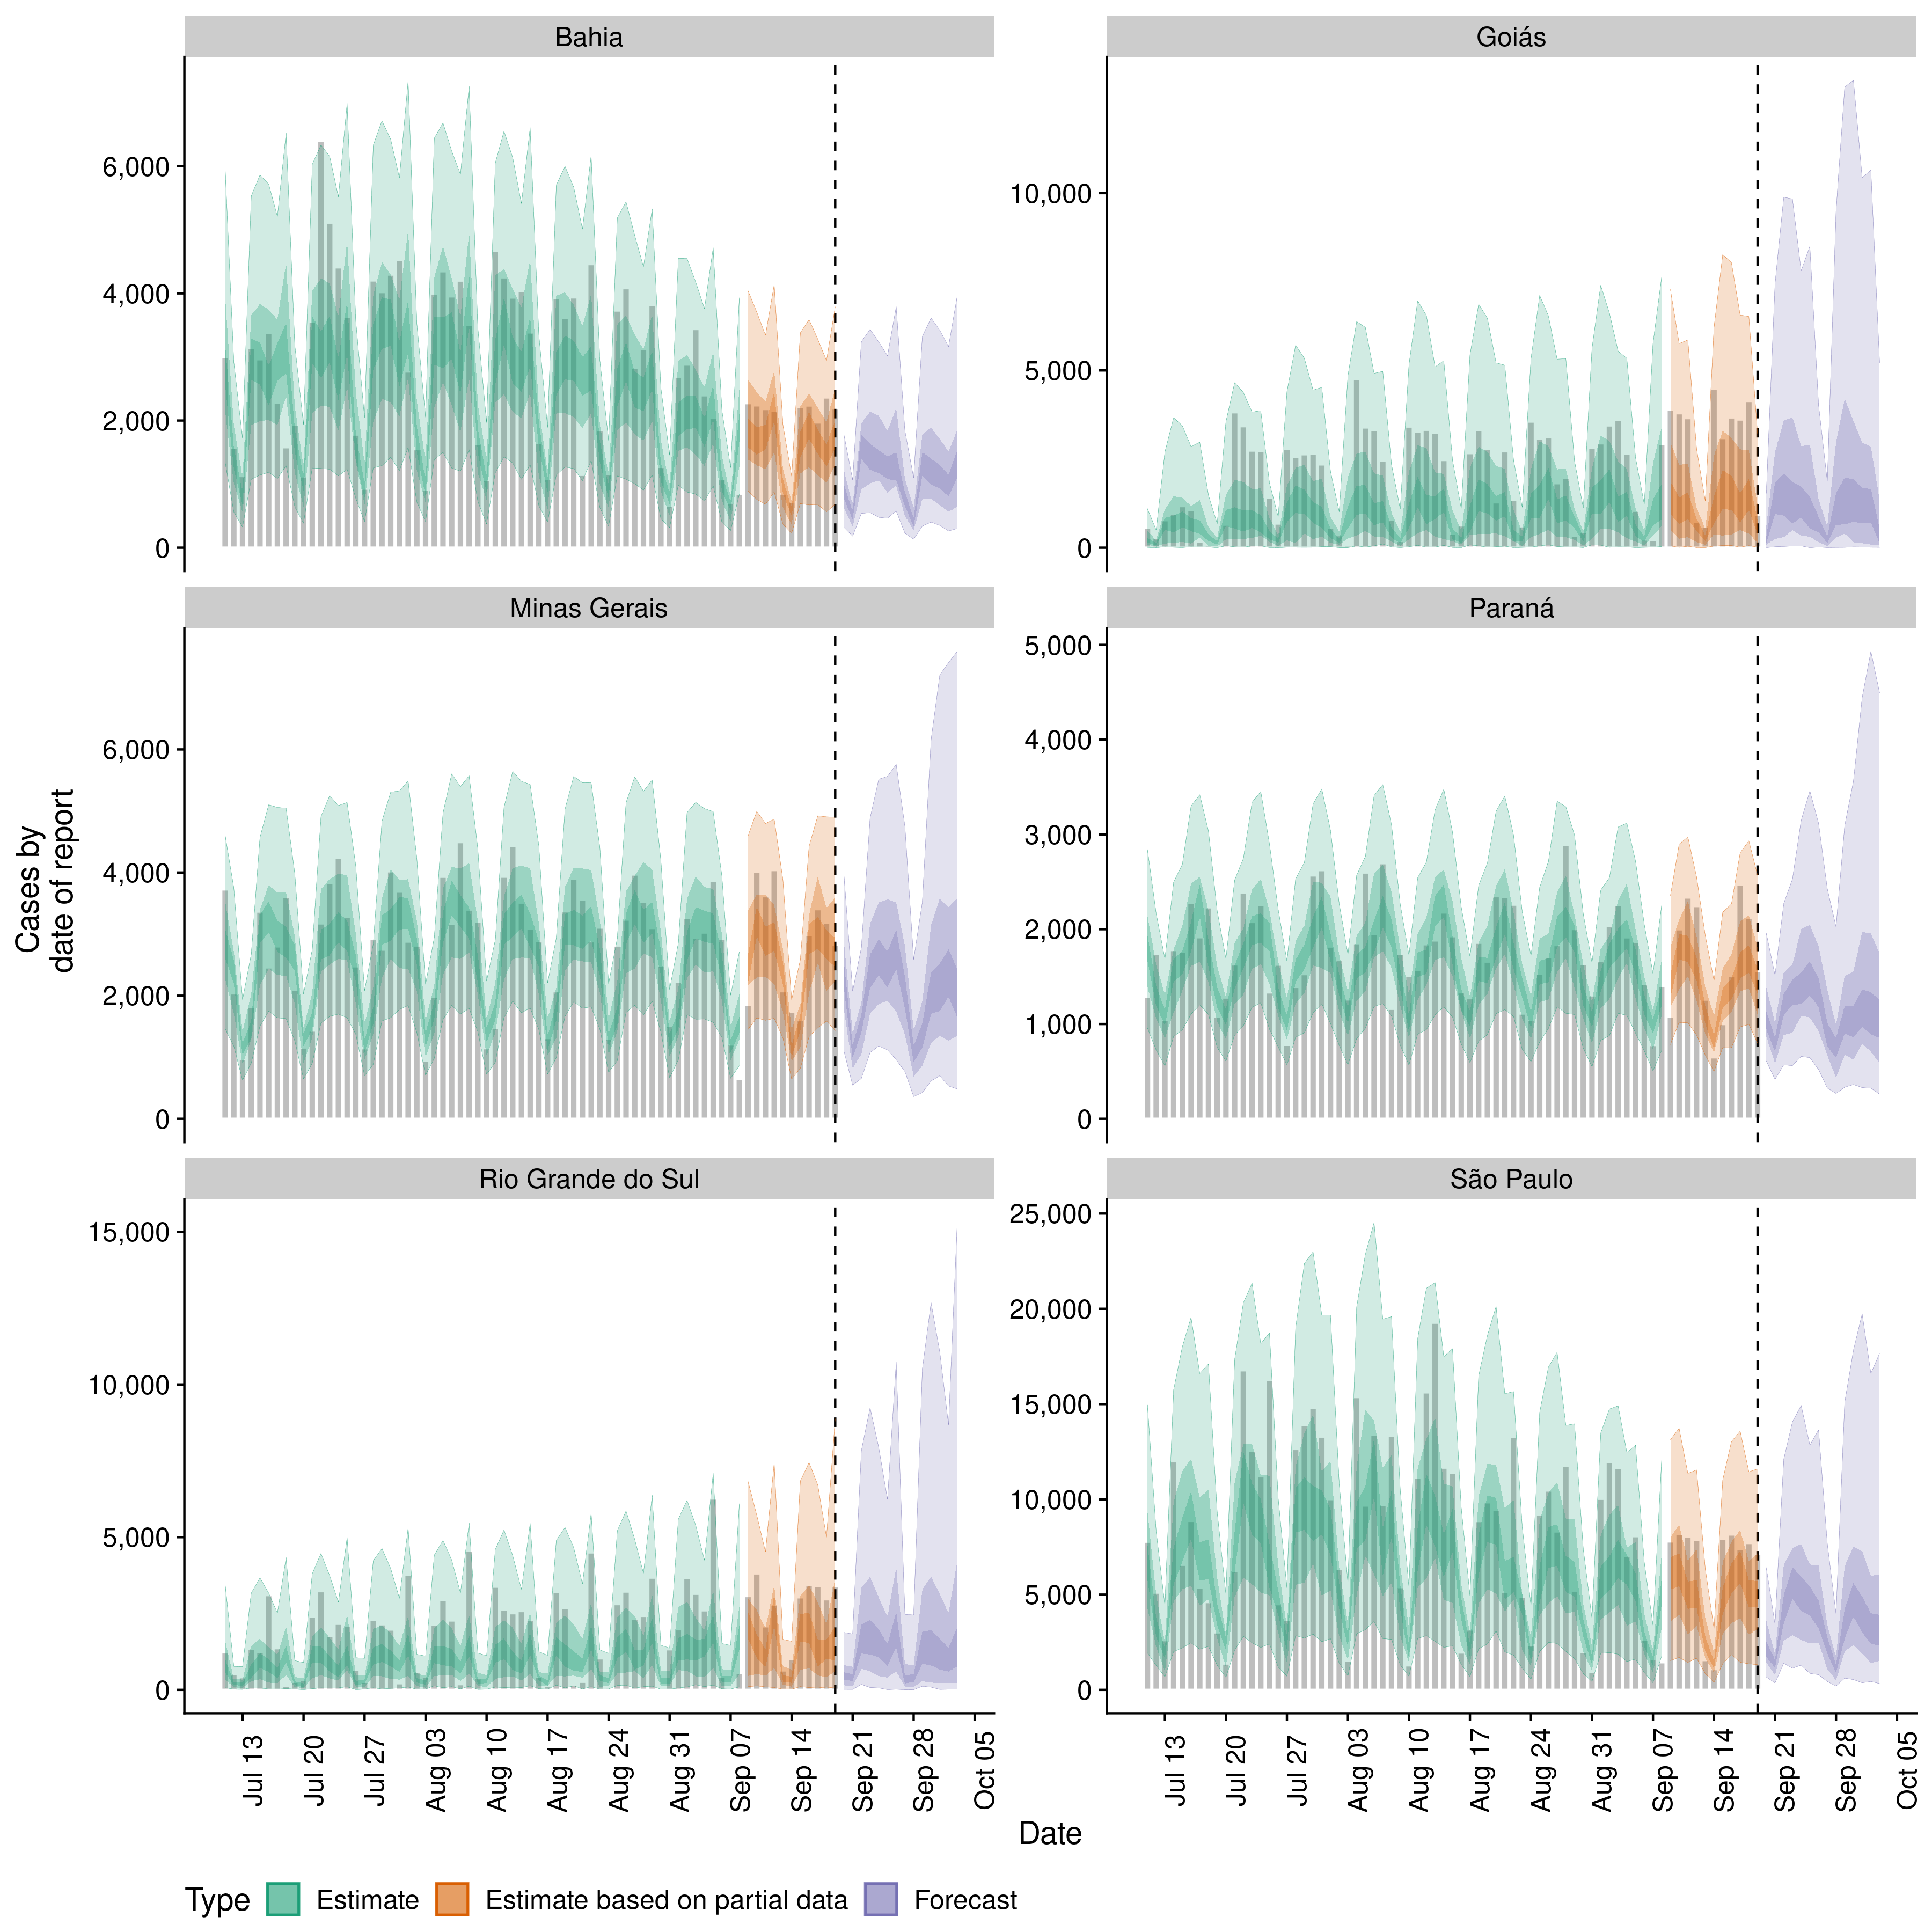 Bahia
Goiás
6,000
4,000
2,000
0
10,000
5,000
0
Minas Gerais
Paraná
6,000
4,000
2,000
0
5,000
4,000
3,000
2,000
1,000
0
Cases by
date of report
Rio Grande do Sul
São Paulo
15,000
10,000
5,000
0
25,000
20,000
15,000
10,000
5,000
0
Jul 13
Jul 20
Jul 27
Aug 03
Aug 10
Aug 17
Aug 24
Aug 31
Sep 07
Sep 14
Sep 21
Sep 28
Oct 05
Jul 13
Jul 20
Jul 27
Aug 03
Aug 10
Aug 17
Aug 24
Aug 31
Sep 07
Sep 14
Sep 21
Sep 28
Oct 05
Date
Type Estimate Estimate based on partial data Forecast